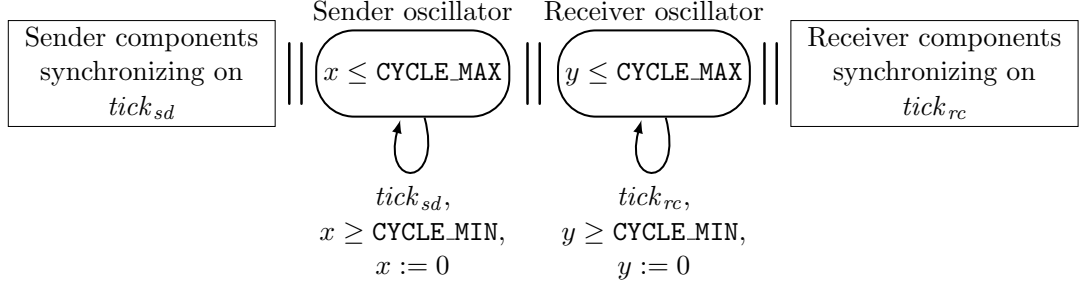 Sender oscillator
Receiver oscillator
Sender components
synchronizing on
tick_sd
||
x ≤ CYCLE_MAX
||
y ≤ CYCLE_MAX
||
Receiver components
synchronizing on
tick_rc
tick_sd,
x ≥ CYCLE_MIN,
x := 0
tick_rc,
y ≥ CYCLE_MIN,
y := 0